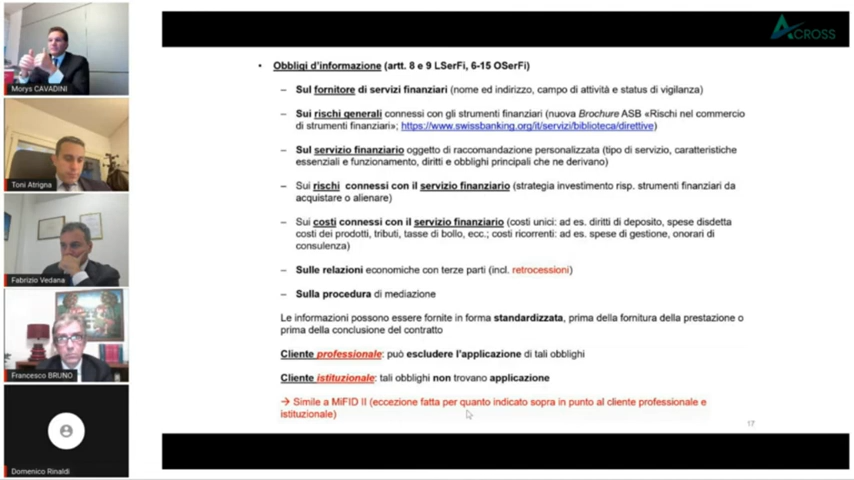 ACROSS
Morys CAVADINI
Toni Atrigna
Fabrizio Vedana
Francesco BRUNO
Domenico Rinaldi
• Obblighi d'informazione (artt. 8 e 9 LSerFi, 6-15 OSerFi)
– Sul fornitore di servizi finanziari (nome ed indirizzo, campo di attività e status di vigilanza)
– Sui rischi generali connessi con gli strumenti finanziari (nuova Brochure ASB «Rischi nel commercio
di strumenti finanziari»; https://www.swissbanking.org/it/servizi/biblioteca/direttive)
– Sul servizio finanziario oggetto di raccomandazione personalizzata (tipo di servizio, caratteristiche
essenziali e funzionamento, diritti e obblighi principali che ne derivano)
– Sui rischi connessi con il servizio finanziario (strategia investimento risp. strumenti finanziari da
acquistare o alienare)
– Sui costi connessi con il servizio finanziario (costi unici: ad es. diritti di deposito, spese disdetta
costi dei prodotti, tributi, tasse di bollo, ecc.; costi ricorrenti: ad es. spese di gestione, onorari di
consulenza)
– Sulle relazioni economiche con terze parti (incl. retrocessioni)
– Sulla procedura di mediazione
Le informazioni possono essere fornite in forma standardizzata, prima della fornitura della prestazione o
prima della conclusione del contratto
Cliente professionale: può escludere l'applicazione di tali obblighi
Cliente istituzionale: tali obblighi non trovano applicazione
→ Simile a MiFID II (eccezione fatta per quanto indicato sopra in punto al cliente professionale e
istituzionale)
17